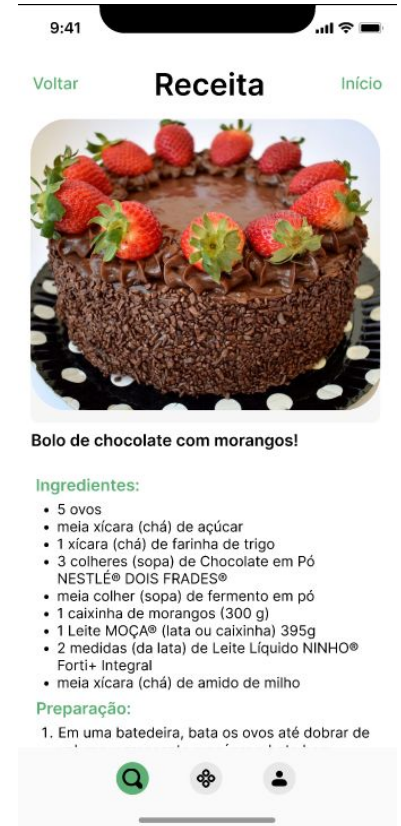 9:41
Voltar Receita Início
Bolo de chocolate com morangos!
Ingredientes:
• 5 ovos
• meia xícara (chá) de açúcar
• 1 xícara (chá) de farinha de trigo
• 3 colheres (sopa) de Chocolate em Pó
NESTLÉ® DOIS FRADES®
• meia colher (sopa) de fermento em pó
• 1 caixinha de morangos (300 g)
• 1 Leite MOÇA® (lata ou caixinha) 395g
• 2 medidas (da lata) de Leite Líquido NINHO®
Forti+ Integral
• meia xícara (chá) de amido de milho
Preparação:
1. Em uma batedeira, bata os ovos até dobrar de